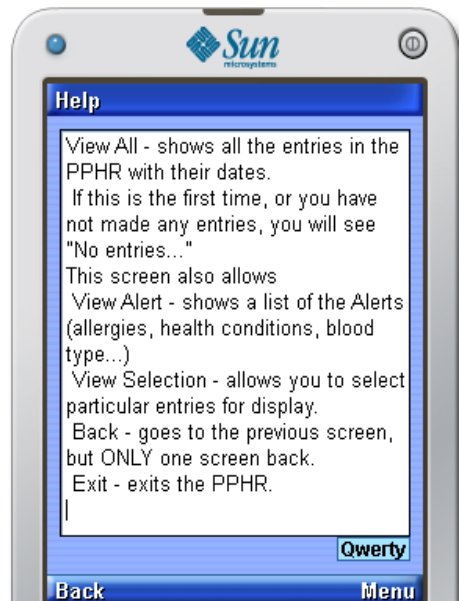 Sun
microsystems
Help
View All - shows all the entries in the
PPHR with their dates.
If this is the first time, or you have
not made any entries, you will see
"No entries..."
This screen also allows
View Alert - shows a list of the Alerts
(allergies, health conditions, blood
type...)
View Selection - allows you to select
particular entries for display.
Back - goes to the previous screen,
but ONLY one screen back.
Exit - exits the PPHR.
Qwerty
Back Menu